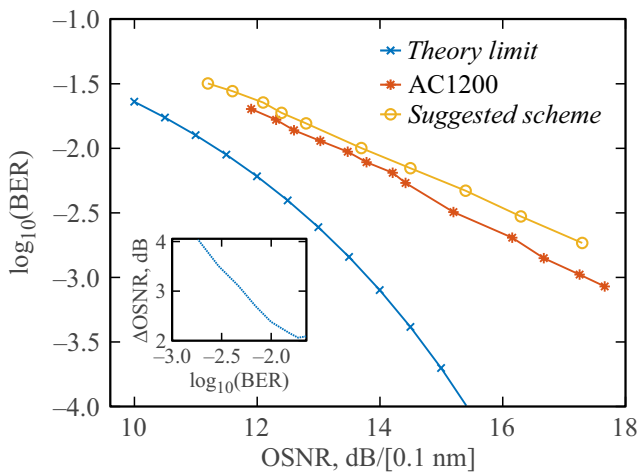 −1.0
−1.5
−2.0
−2.5
−3.0
−3.5
−4.0
log10(BER)
Theory limit
AC1200
Suggested scheme
4
3
2
ΔOSNR, dB
−3.0 −2.5 −2.0
log10(BER)
10 12 14 16 18
OSNR, dB/[0.1 nm]